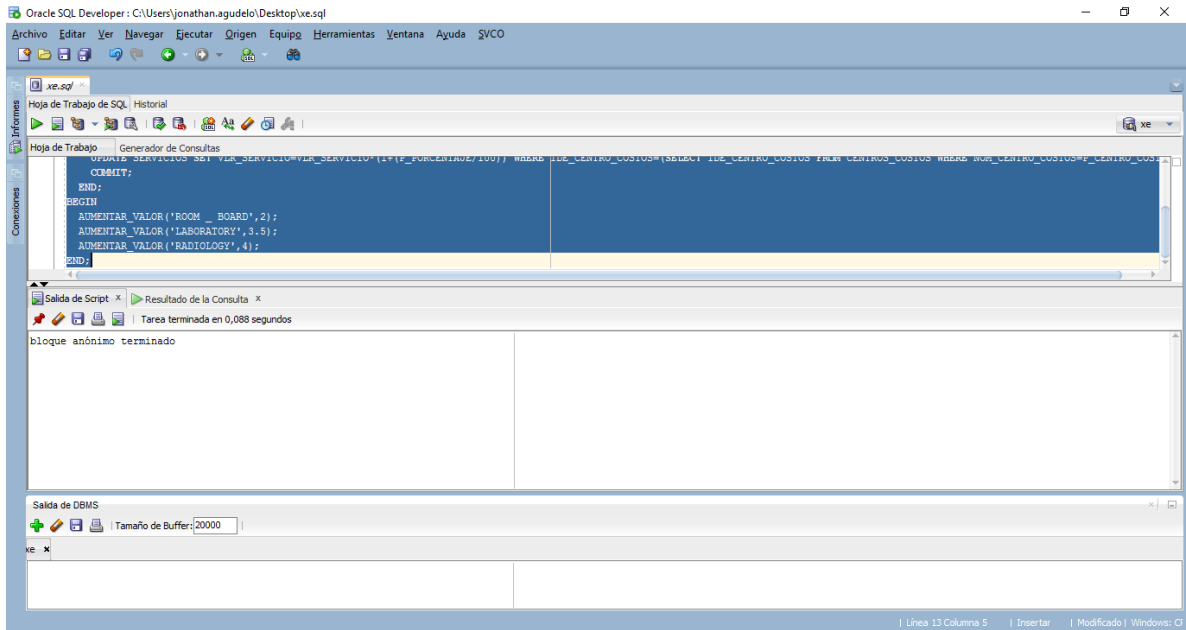 Oracle SQL Developer : C:\Users\jonathan.agudelo\Desktop\xe.sql
Archivo Editar Ver Navegar Ejecutar Origen Equipo Herramientas Ventana Ayuda SVCO
xe.sql
Hoja de Trabajo de SQL Historial
xe
Hoja de Trabajo Generador de Consultas
UPDATE SERVICIOS SET VLR_SERVICIO=VLR_SERVICIO*(1+(P_PORCENTAJE/100)) WHERE IDE_CENTRO_COSTOS=(SELECT IDE_CENTRO_COSTOS FROM CENTROS_COSTOS WHERE NOM_CENTRO_COSTOS=P_CENTRO_COST
COMMIT;
END;
BEGIN
AUMENTAR_VALOR('ROOM _ BOARD',2);
AUMENTAR_VALOR('LABORATORY',3.5);
AUMENTAR_VALOR('RADIOLOGY',4);
END;
Informes
Conexiones
Salida de Script x Resultado de la Consulta x
Tarea terminada en 0,088 segundos
bloque anónimo terminado
Salida de DBMS
Tamaño de Buffer: 20000
xe x
Línea 13 Columna 5 | Insertar | Modificado | Windows: C